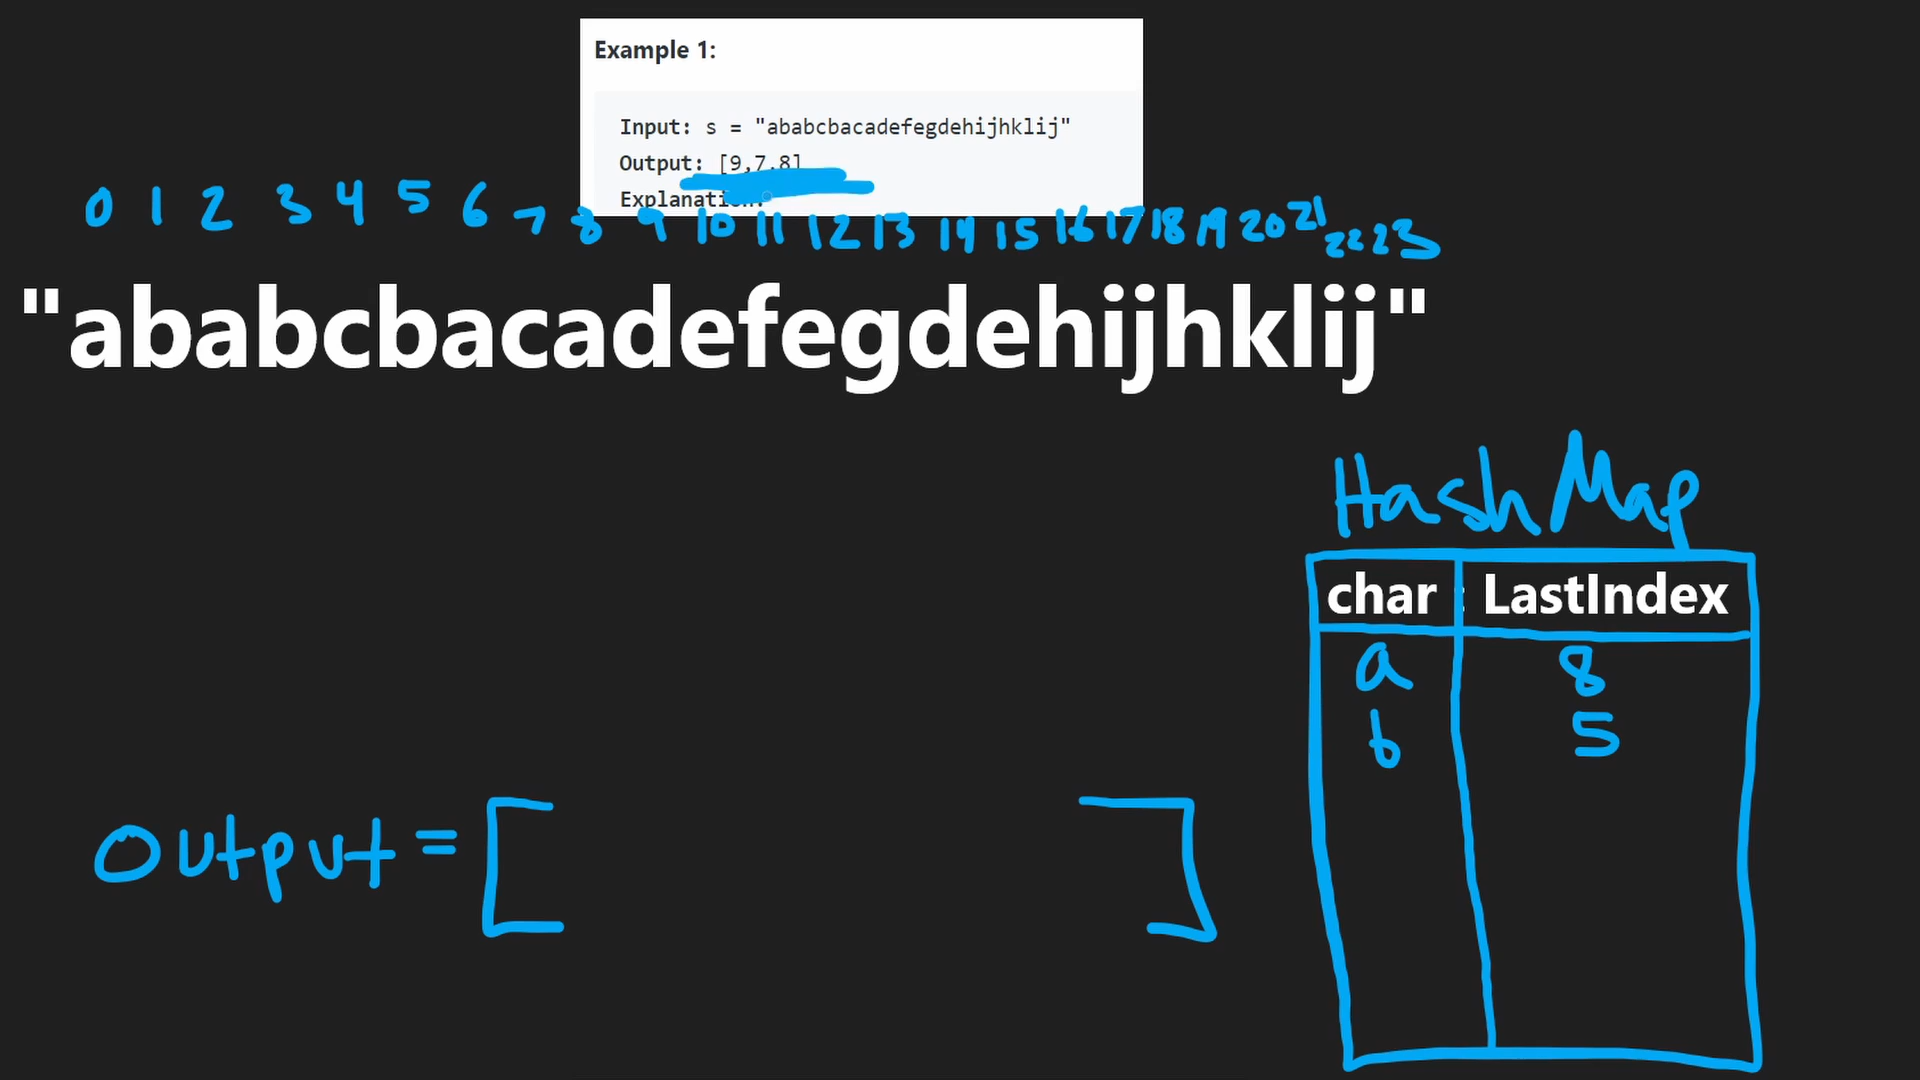 Example 1:
Input: s = "ababcbacadefegdehijhklij"
Output: [9,7,8]
Explanation:
0 1 2 3 4 5 6 7 8 9 10 11 12 13 14 15 16 17 18 19 20 21 22 23
"ababcbacadefegdehijhklij"
HashMap
char : LastIndex
a 8
b 5
Output = [ ]